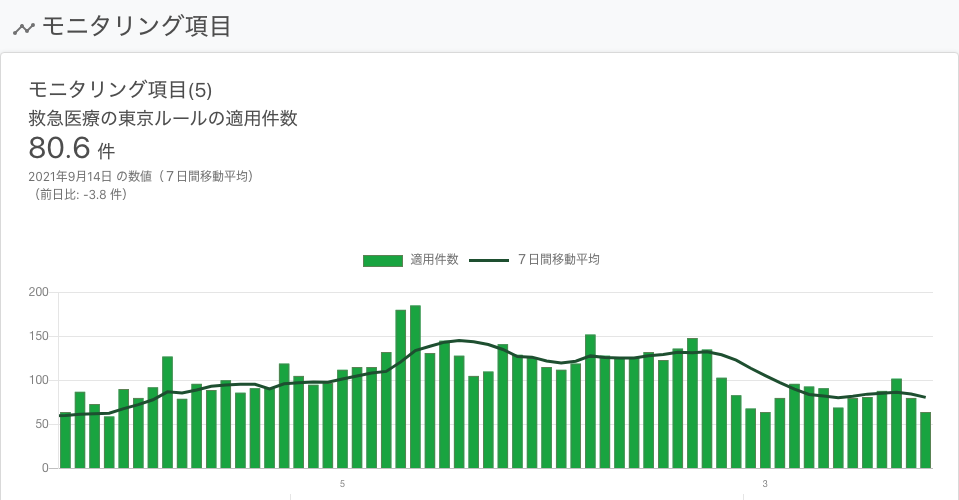 モニタリング項目
モニタリング項目(5)
救急医療の東京ルールの適用件数
80.6 件
2021年9月14日 の数値（７日間移動平均）
（前日比: -3.8 件）
適用件数 ７日間移動平均
200
150
100
50
0
5 3